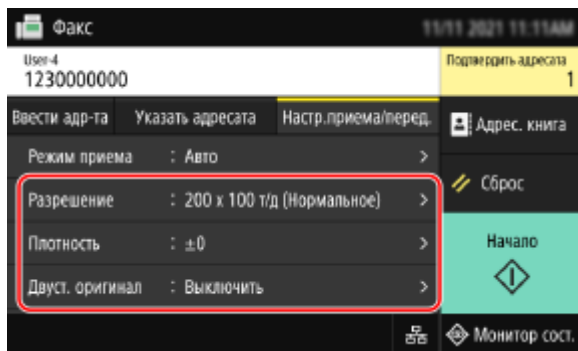 Факс
11/11 2021 11:11AM
User-4
1230000000
Подтвердить адресата
1
Ввести адр-та Указать адресата Настр.приема/перед.
Адрес. книга
Режим приема : Авто >
Сброс
Разрешение : 200 x 100 т/д (Нормальное) >
Плотность : ±0 >
Начало
Двуст. оригинал : Выключить >
Монитор сост.